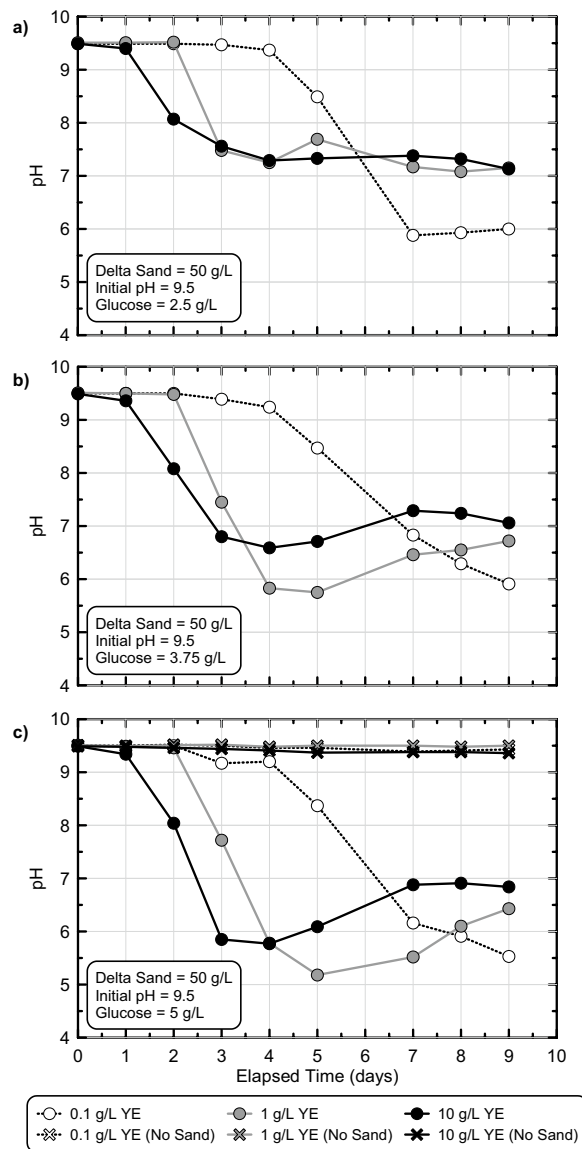 a)
10
9
8
7
6
5
4
pH
Delta Sand = 50 g/L
Initial pH = 9.5
Glucose = 2.5 g/L
b)
10
9
8
7
6
5
4
pH
Delta Sand = 50 g/L
Initial pH = 9.5
Glucose = 3.75 g/L
c)
10
9
8
7
6
5
4
pH
Delta Sand = 50 g/L
Initial pH = 9.5
Glucose = 5 g/L
0 1 2 3 4 5 6 7 8 9 10
Elapsed Time (days)
0.1 g/L YE 1 g/L YE 10 g/L YE
0.1 g/L YE (No Sand) 1 g/L YE (No Sand) 10 g/L YE (No Sand)